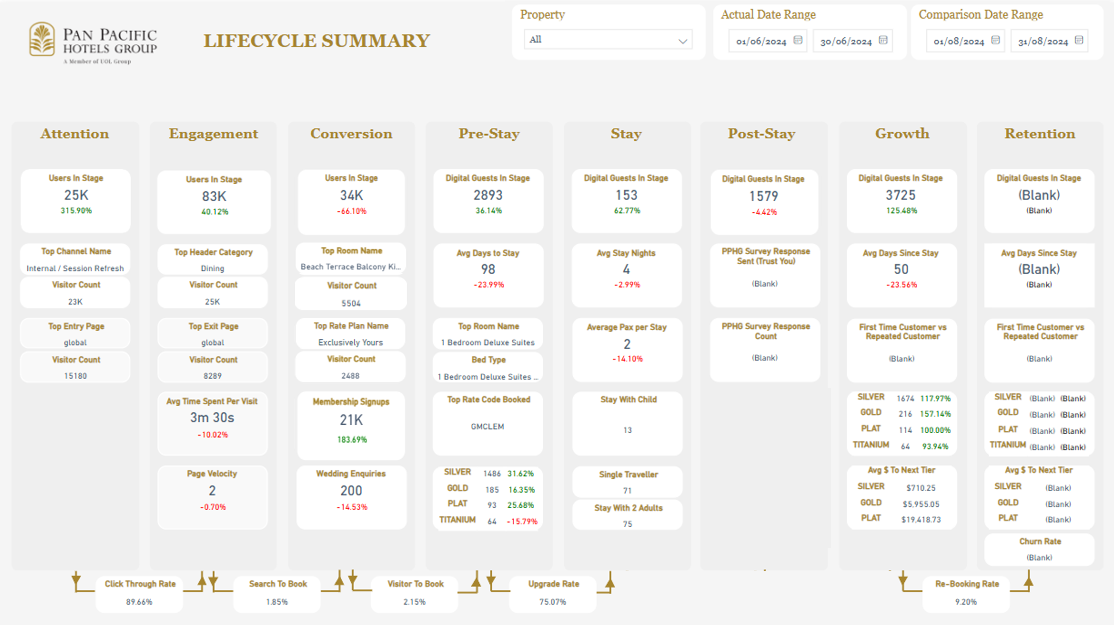 PAN PACIFIC
HOTELS GROUP
A Member of UOL Group
LIFECYCLE SUMMARY
Property
All
Actual Date Range
01/06/2024
30/06/2024
Comparison Date Range
01/08/2024
31/08/2024
Attention
Users In Stage
25K
315.90%
Top Channel Name
Internal / Session Refresh
Visitor Count
23K
Top Entry Page
global
Visitor Count
15180
Engagement
Users In Stage
83K
40.12%
Top Header Category
Dining
Visitor Count
25K
Top Exit Page
global
Visitor Count
8289
Avg Time Spent Per Visit
3m 30s
-10.02%
Page Velocity
2
-0.70%
Conversion
Users In Stage
34K
-66.10%
Top Room Name
Beach Terrace Balcony Ki...
Visitor Count
5504
Top Rate Plan Name
Exclusively Yours
Visitor Count
2488
Membership Signups
21K
183.69%
Wedding Enquiries
200
-14.53%
Pre-Stay
Digital Guests In Stage
2893
36.14%
Avg Days to Stay
98
-23.99%
Top Room Name
1 Bedroom Deluxe Suites
Bed Type
1 Bedroom Deluxe Suites ...
Top Rate Code Booked
GMCLEM
SILVER 1486 31.62%
GOLD 185 16.35%
PLAT 93 25.68%
TITANIUM 64 -15.79%
Stay
Digital Guests In Stage
153
62.77%
Avg Stay Nights
4
-2.99%
Average Pax per Stay
2
-14.10%
Stay With Child
13
Single Traveller
71
Stay With 2 Adults
75
Post-Stay
Digital Guests In Stage
1579
-4.42%
PPHG Survey Response
Sent (Trust You)
(Blank)
PPHG Survey Response
Count
(Blank)
Growth
Digital Guests In Stage
3725
125.48%
Avg Days Since Stay
50
-23.56%
First Time Customer vs
Repeated Customer
(Blank)
SILVER 1674 117.97%
GOLD 216 157.14%
PLAT 114 100.00%
TITANIUM 64 93.94%
Avg $ To Next Tier
SILVER $710.25
GOLD $5,955.05
PLAT $19,418.73
Retention
Digital Guests In Stage
(Blank)
(Blank)
Avg Days Since Stay
(Blank)
(Blank)
First Time Customer vs
Repeated Customer
(Blank)
SILVER (Blank) (Blank)
GOLD (Blank) (Blank)
PLAT (Blank) (Blank)
TITANIUM (Blank) (Blank)
Avg $ To Next Tier
SILVER (Blank)
GOLD (Blank)
PLAT (Blank)
Churn Rate
(Blank)
Click Through Rate
89.66%
Search To Book
1.85%
Visitor To Book
2.15%
Upgrade Rate
75.07%
Re-Booking Rate
9.20%